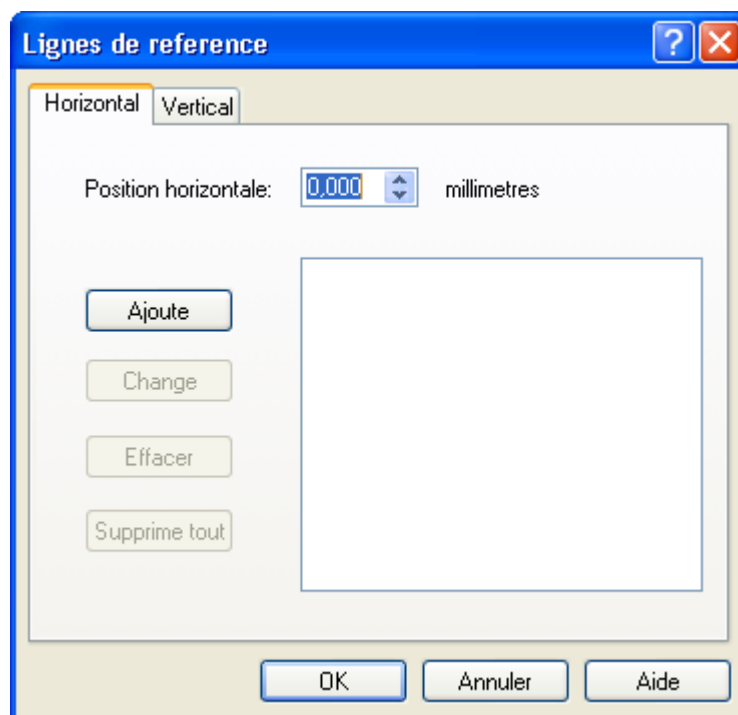 Lignes de reference
Horizontal Vertical
Position horizontale: 0,000 millimetres
Ajoute
Change
Effacer
Supprime tout
OK Annuler Aide